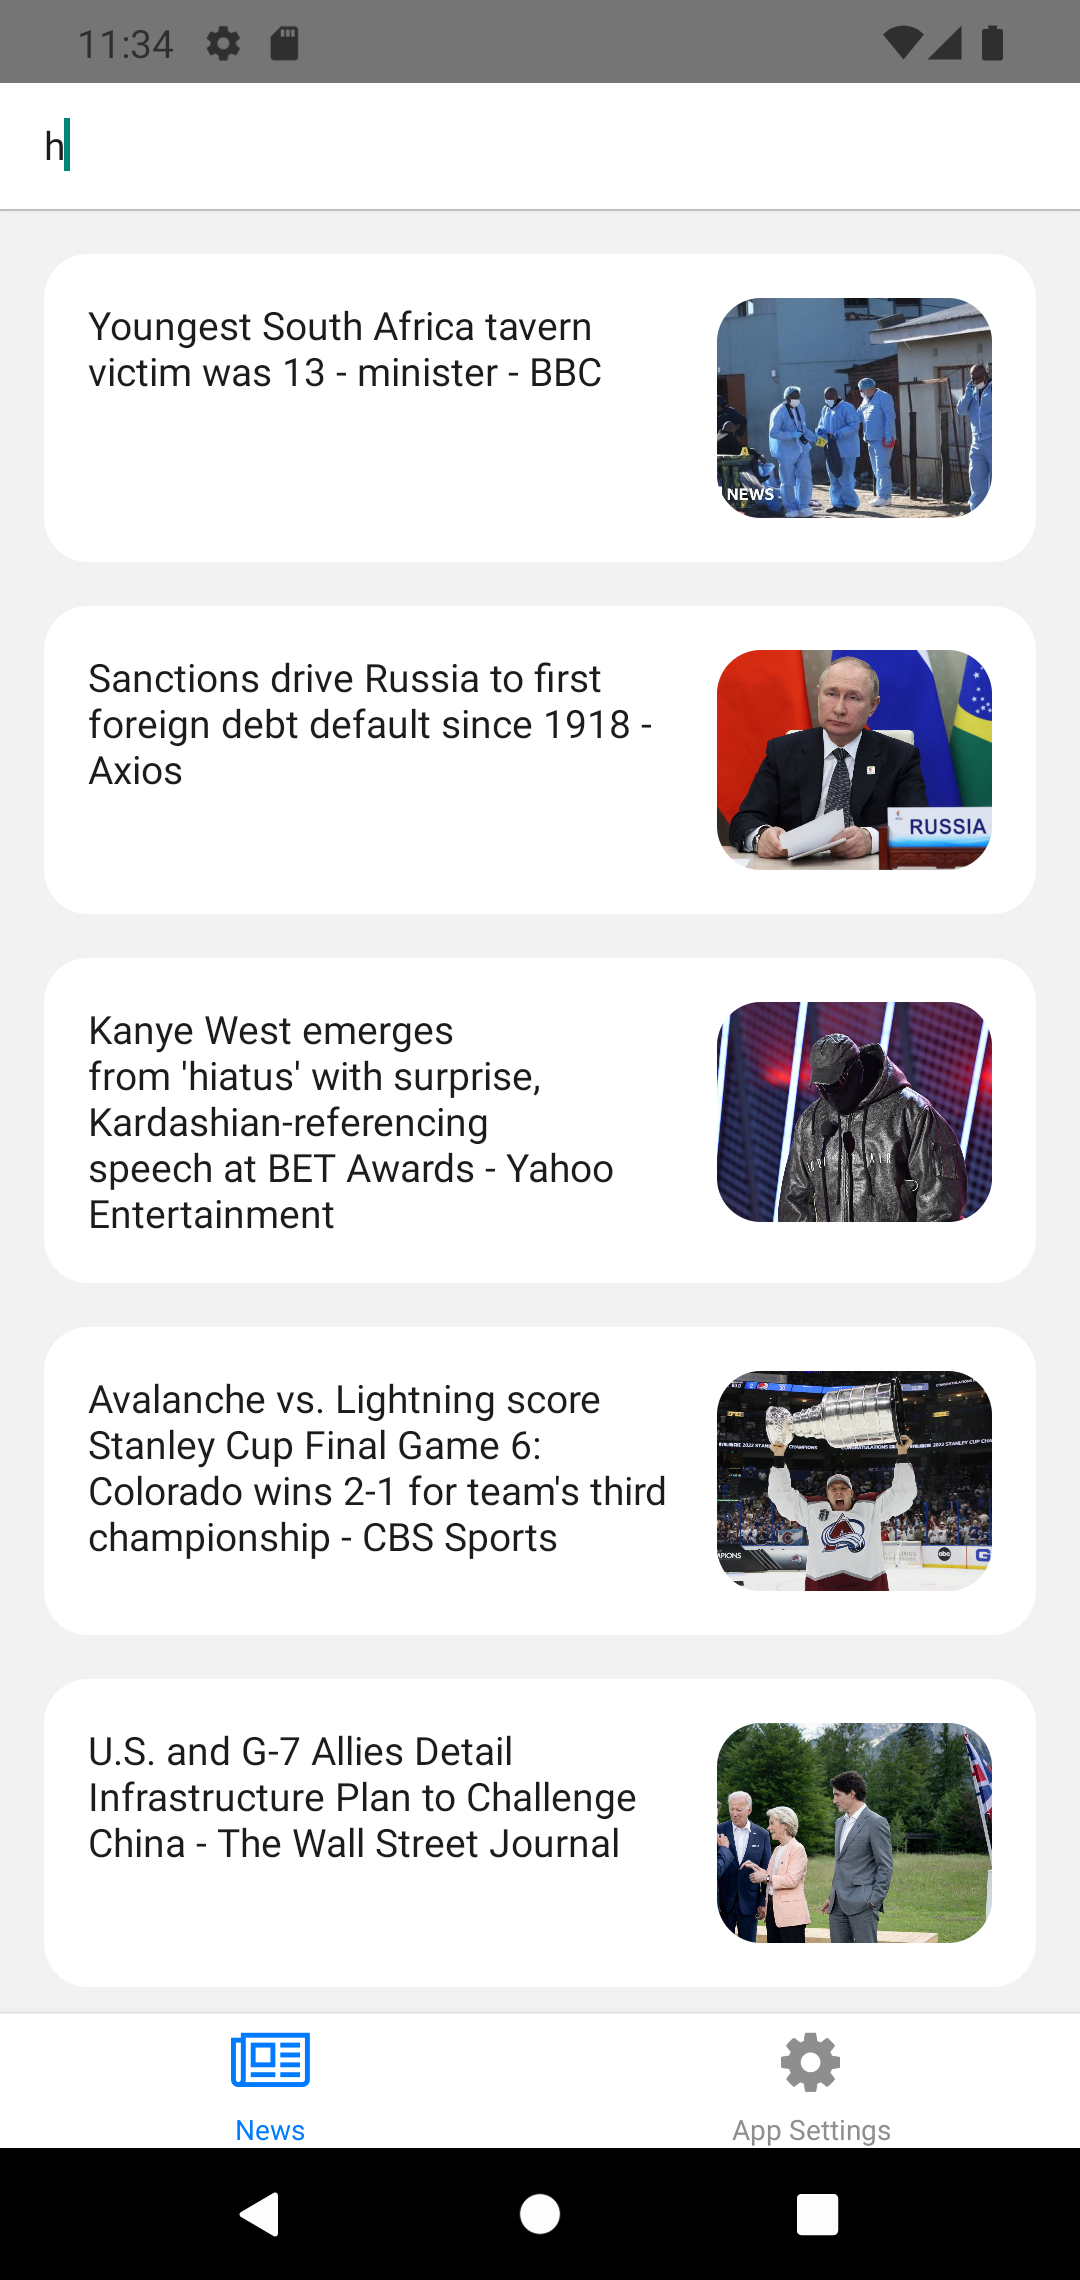 11:34
h
Youngest South Africa tavern
victim was 13 - minister - BBC
NEWS
Sanctions drive Russia to first
foreign debt default since 1918 -
Axios
RUSSIA
Kanye West emerges
from 'hiatus' with surprise,
Kardashian-referencing
speech at BET Awards - Yahoo
Entertainment
Avalanche vs. Lightning score
Stanley Cup Final Game 6:
Colorado wins 2-1 for team's third
championship - CBS Sports
abc
U.S. and G-7 Allies Detail
Infrastructure Plan to Challenge
China - The Wall Street Journal
News
App Settings